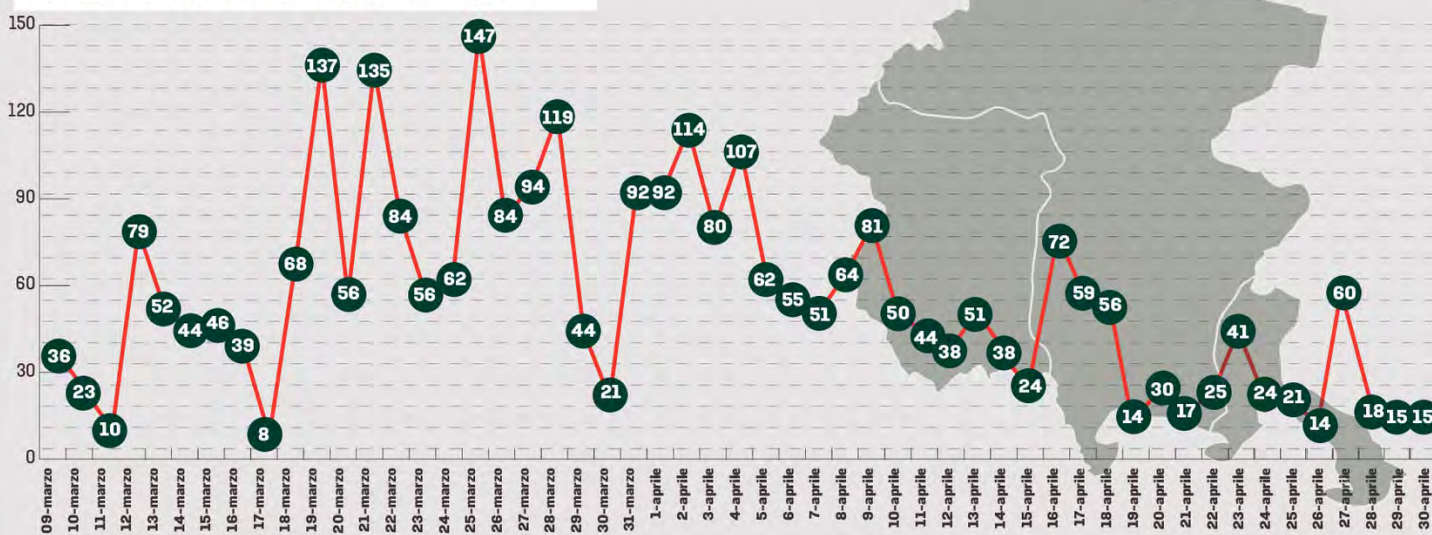 150
120
90
60
30
0
36
23
10
79
52
44
46
39
8
68
137
56
135
84
56
62
147
84
94
119
44
21
92
92
114
80
107
62
55
51
64
81
50
44
38
51
38
24
72
59
56
14
30
17
25
41
24
21
14
60
18
15
15
09-marzo
10-marzo
11-marzo
12-marzo
13-marzo
14-marzo
15-marzo
16-marzo
17-marzo
18-marzo
19-marzo
20-marzo
21-marzo
22-marzo
23-marzo
24-marzo
25-marzo
26-marzo
27-marzo
28-marzo
29-marzo
30-marzo
31-marzo
1-aprile
2-aprile
3-aprile
4-aprile
5-aprile
6-aprile
7-aprile
8-aprile
9-aprile
10-aprile
11-aprile
12-aprile
13-aprile
14-aprile
15-aprile
16-aprile
17-aprile
18-aprile
19-aprile
20-aprile
21-aprile
22-aprile
23-aprile
24-aprile
25-aprile
26-aprile
27-aprile
28-aprile
29-aprile
30-aprile